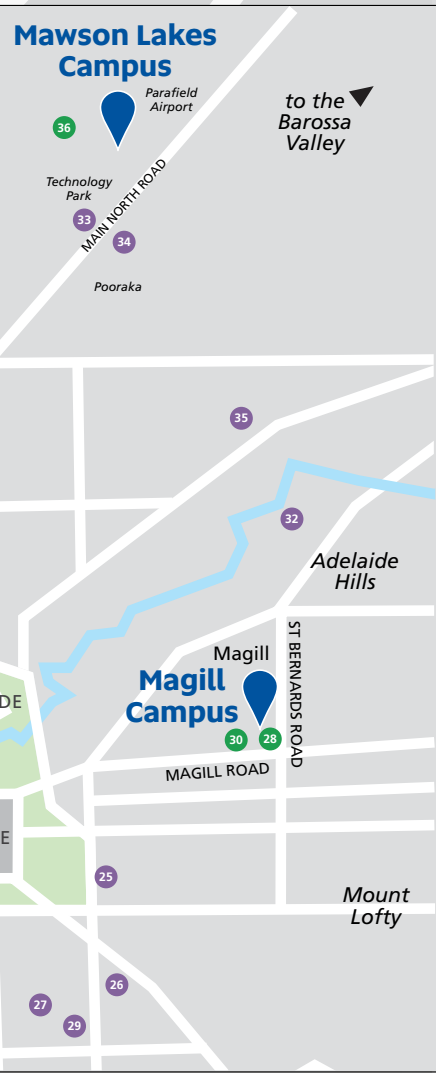 Mawson Lakes
Campus
Parafield
Airport
to the
Barossa
Valley
36
Technology
Park
33
MAIN NORTH ROAD
34
Pooraka
35
32
Adelaide
Hills
ST BERNARDS ROAD
Magill
Magill
Campus
DE
30
28
MAGILL ROAD
E
25
Mount
Lofty
26
27
29